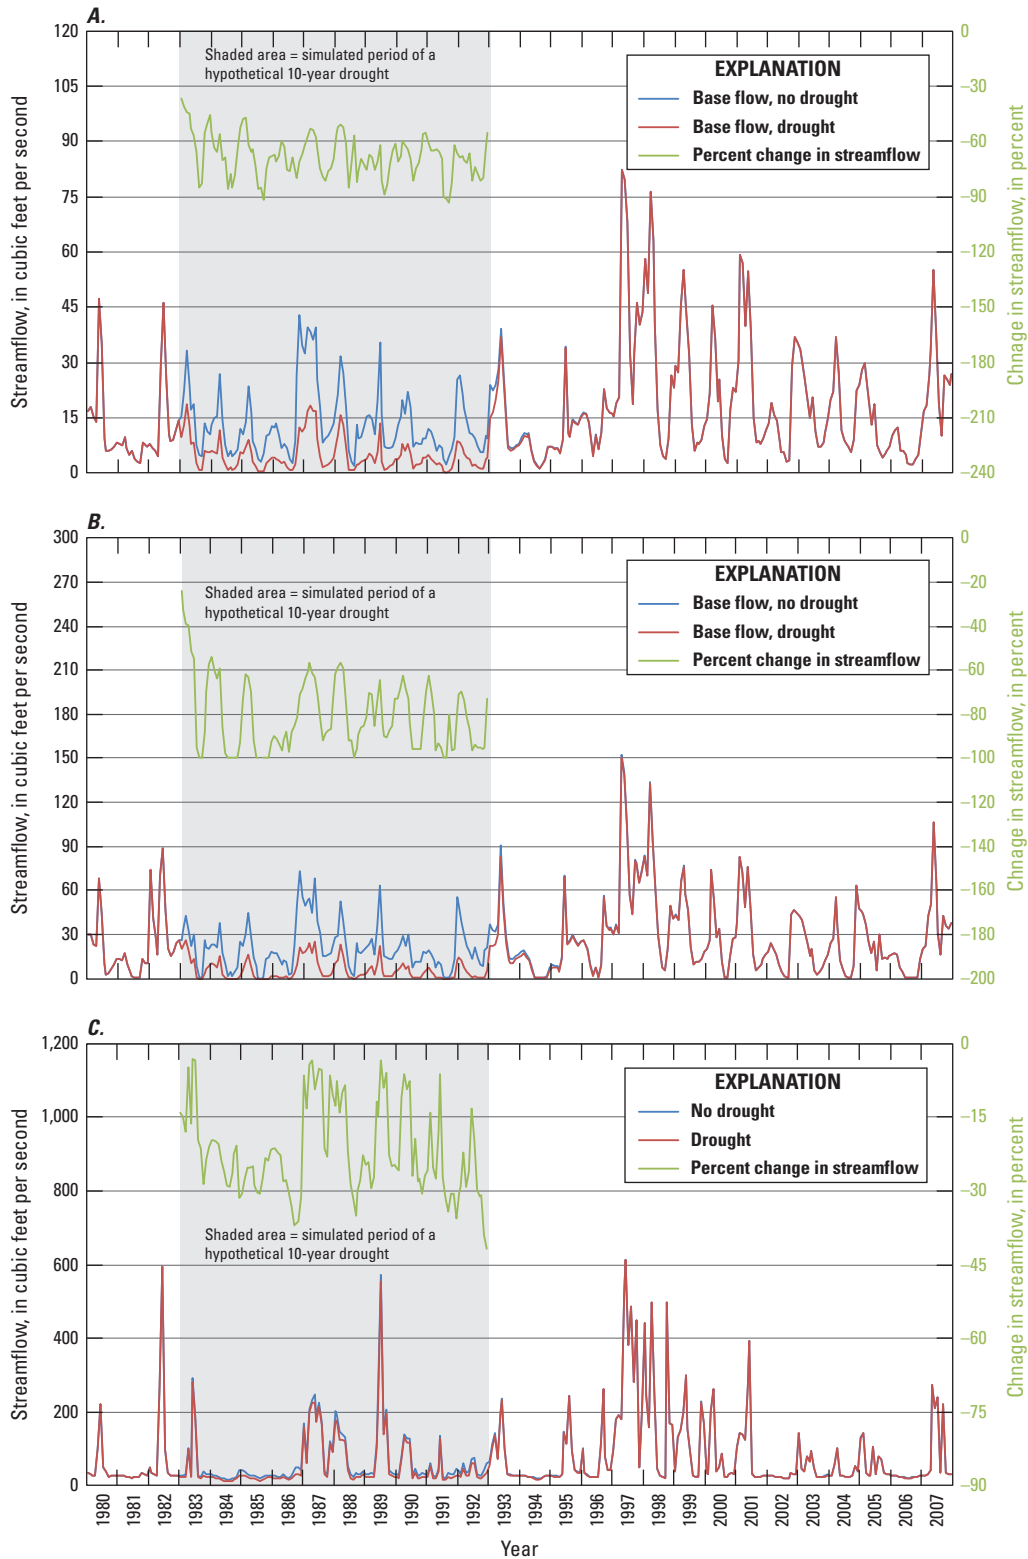 A.
Streamflow, in cubic feet per second
120
105
90
75
60
45
30
15
0
Shaded area = simulated period of a
hypothetical 10-year drought
EXPLANATION
Base flow, no drought
Base flow, drought
Percent change in streamflow
0
–30
–60
–90
–120
–150
–180
–210
–240
Chnage in streamflow, in percent
B.
Streamflow, in cubic feet per second
300
270
240
210
180
150
120
90
60
30
0
Shaded area = simulated period of a
hypothetical 10-year drought
EXPLANATION
Base flow, no drought
Base flow, drought
Percent change in streamflow
0
–20
–40
–60
–80
–100
–120
–140
–160
–180
–200
Chnage in streamflow, in percent
C.
Streamflow, in cubic feet per second
1,200
1,000
800
600
400
200
0
EXPLANATION
No drought
Drought
Percent change in streamflow
Shaded area = simulated period of a
hypothetical 10-year drought
0
–15
–30
–45
–60
–75
–90
Chnage in streamflow, in percent
1980
1981
1982
1983
1984
1985
1986
1987
1988
1989
1990
1991
1992
1993
1994
1995
1996
1997
1998
1999
2000
2001
2002
2003
2004
2005
2006
2007
Year